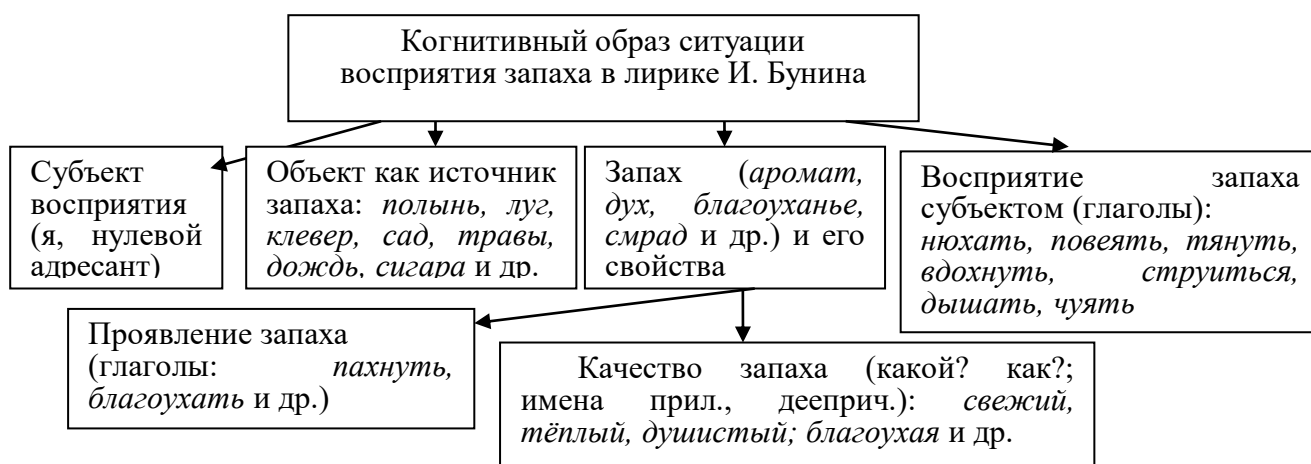 Когнитивный образ ситуации
восприятия запаха в лирике И. Бунина
Субъект
восприятия
(я, нулевой
адресант)
Объект как источник
запаха: полынь, луг,
клевер, сад, травы,
дождь, сигара и др.
Запах (аромат,
дух, благоуханье,
смрад и др.) и его
свойства
Восприятие запаха
субъектом (глаголы):
нюхать, повеять, тянуть,
вдохнуть, струиться,
дышать, чуять
Проявление запаха
(глаголы: пахнуть,
благоухать и др.)
Качество запаха (какой? как?;
имена прил., дееприч.): свежий,
тёплый, душистый; благоухая и др.